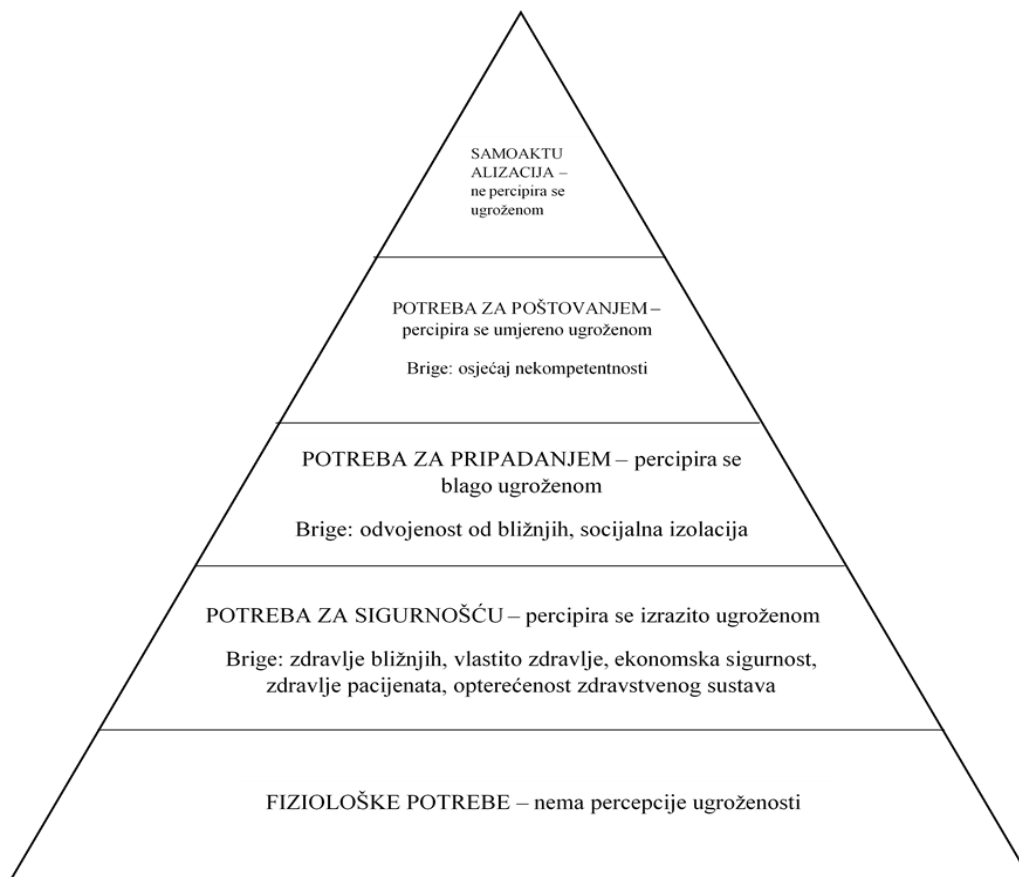 SAMOAKTU
ALIZACIJA –
ne percipira se
ugroženom
POTREBA ZA POŠTOVANJEM –
percipira se umjereno ugroženom
Brige: osjećaj nekompetentnosti
POTREBA ZA PRIPADANJEM – percipira se
blago ugroženom
Brige: odvojenost od bližnjih, socijalna izolacija
POTREBA ZA SIGURNOŠĆU – percipira se izrazito ugroženom
Brige: zdravlje bližnjih, vlastito zdravlje, ekonomska sigurnost,
zdravlje pacijenata, opterećenost zdravstvenog sustava
FIZIOLOŠKE POTREBE – nema percepcije ugroženosti